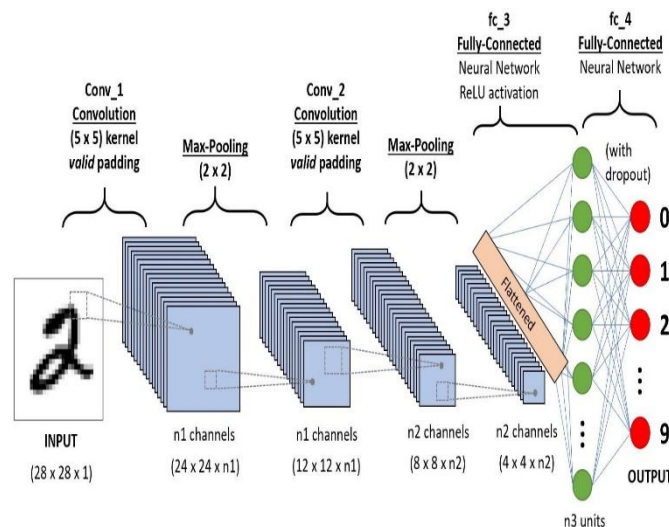 fc_3
Fully-Connected
Neural Network
ReLU activation
fc_4
Fully-Connected
Neural Network
Conv_1
Convolution
(5 x 5) kernel
valid padding
Max-Pooling
(2 x 2)
Conv_2
Convolution
(5 x 5) kernel
valid padding
Max-Pooling
(2 x 2)
(with
dropout)
2
Flattened
0
1
2
⋮
9
⋮
INPUT
(28 x 28 x 1)
n1 channels
(24 x 24 x n1)
n1 channels
(12 x 12 x n1)
n2 channels
(8 x 8 x n2)
n2 channels
(4 x 4 x n2)
OUTPUT
n3 units